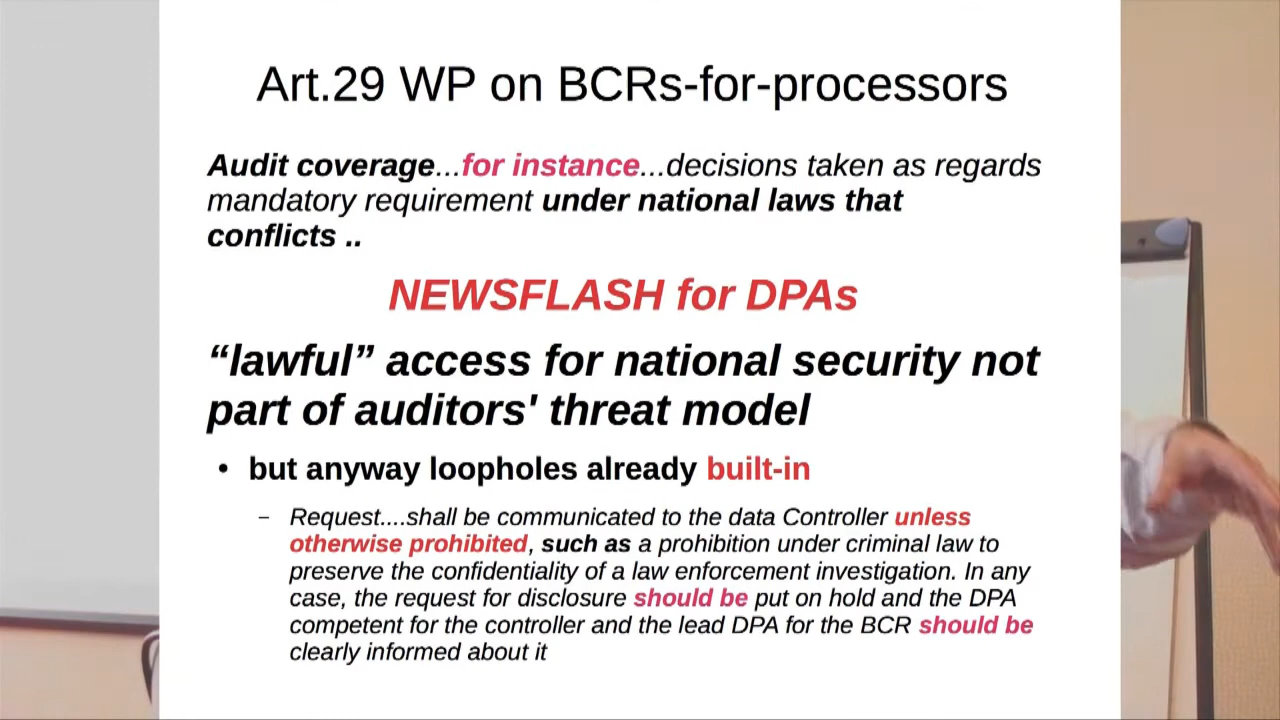 Art.29 WP on BCRs-for-processors
Audit coverage...for instance...decisions taken as regards
mandatory requirement under national laws that
conflicts ..
NEWSFLASH for DPAs
“lawful” access for national security not
part of auditors' threat model
• but anyway loopholes already built-in
– Request....shall be communicated to the data Controller unless
otherwise prohibited, such as a prohibition under criminal law to
preserve the confidentiality of a law enforcement investigation. In any
case, the request for disclosure should be put on hold and the DPA
competent for the controller and the lead DPA for the BCR should be
clearly informed about it